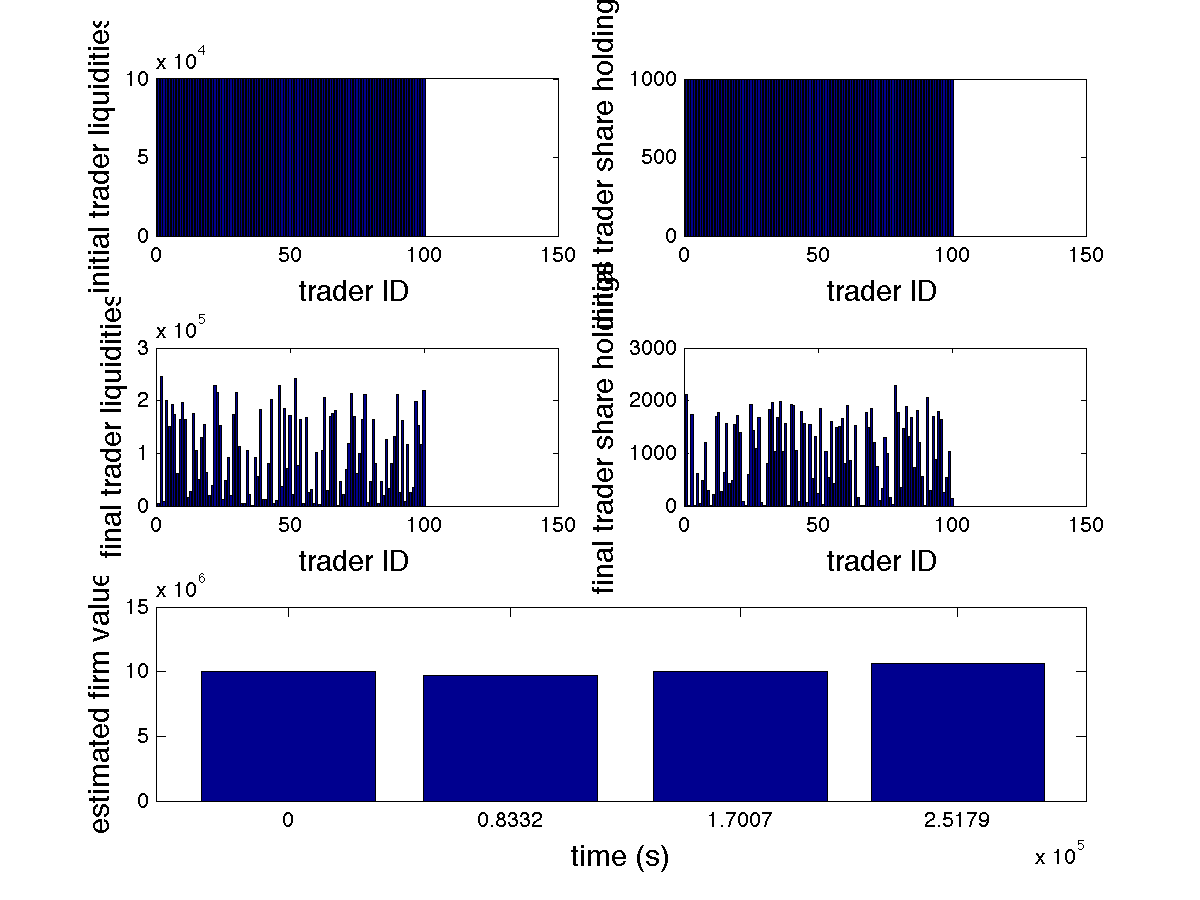 initial trader liquidities
x 10^4
10
5
0
0 50 100 150
trader ID
trader share holding
1000
500
0
0 50 100 150
trader ID
final trader liquidities
x 10^5
3
2
1
0
0 50 100 150
trader ID
final trader share holdings
3000
2000
1000
0
0 50 100 150
trader ID
estimated firm value
x 10^6
15
10
5
0
0 0.8332 1.7007 2.5179
time (s)
x 10^5